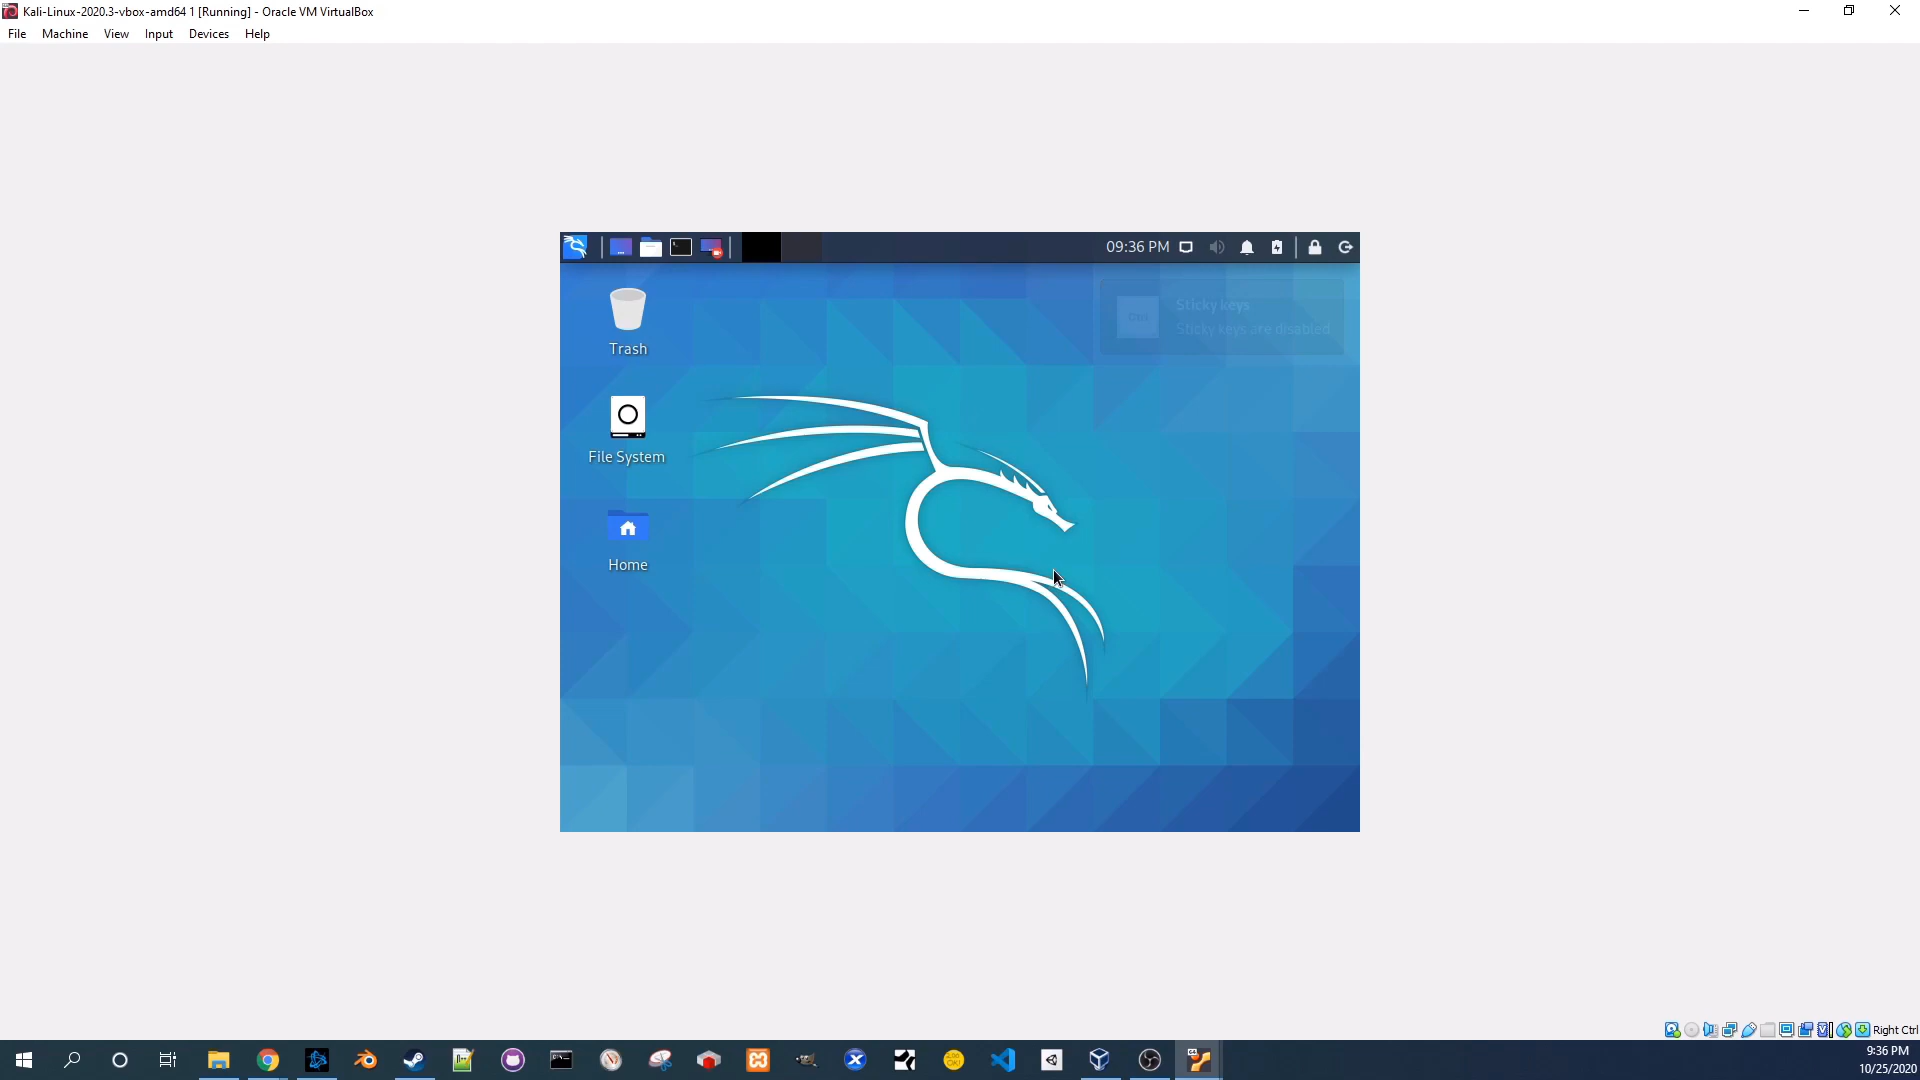 Kali-Linux-2020.3-vbox-amd64 1 [Running] - Oracle VM VirtualBox
File Machine View Input Devices Help
09:36 PM
Sticky keys
Sticky keys are disabled
Trash
File System
Home
Right Ctrl
9:36 PM
10/25/2020